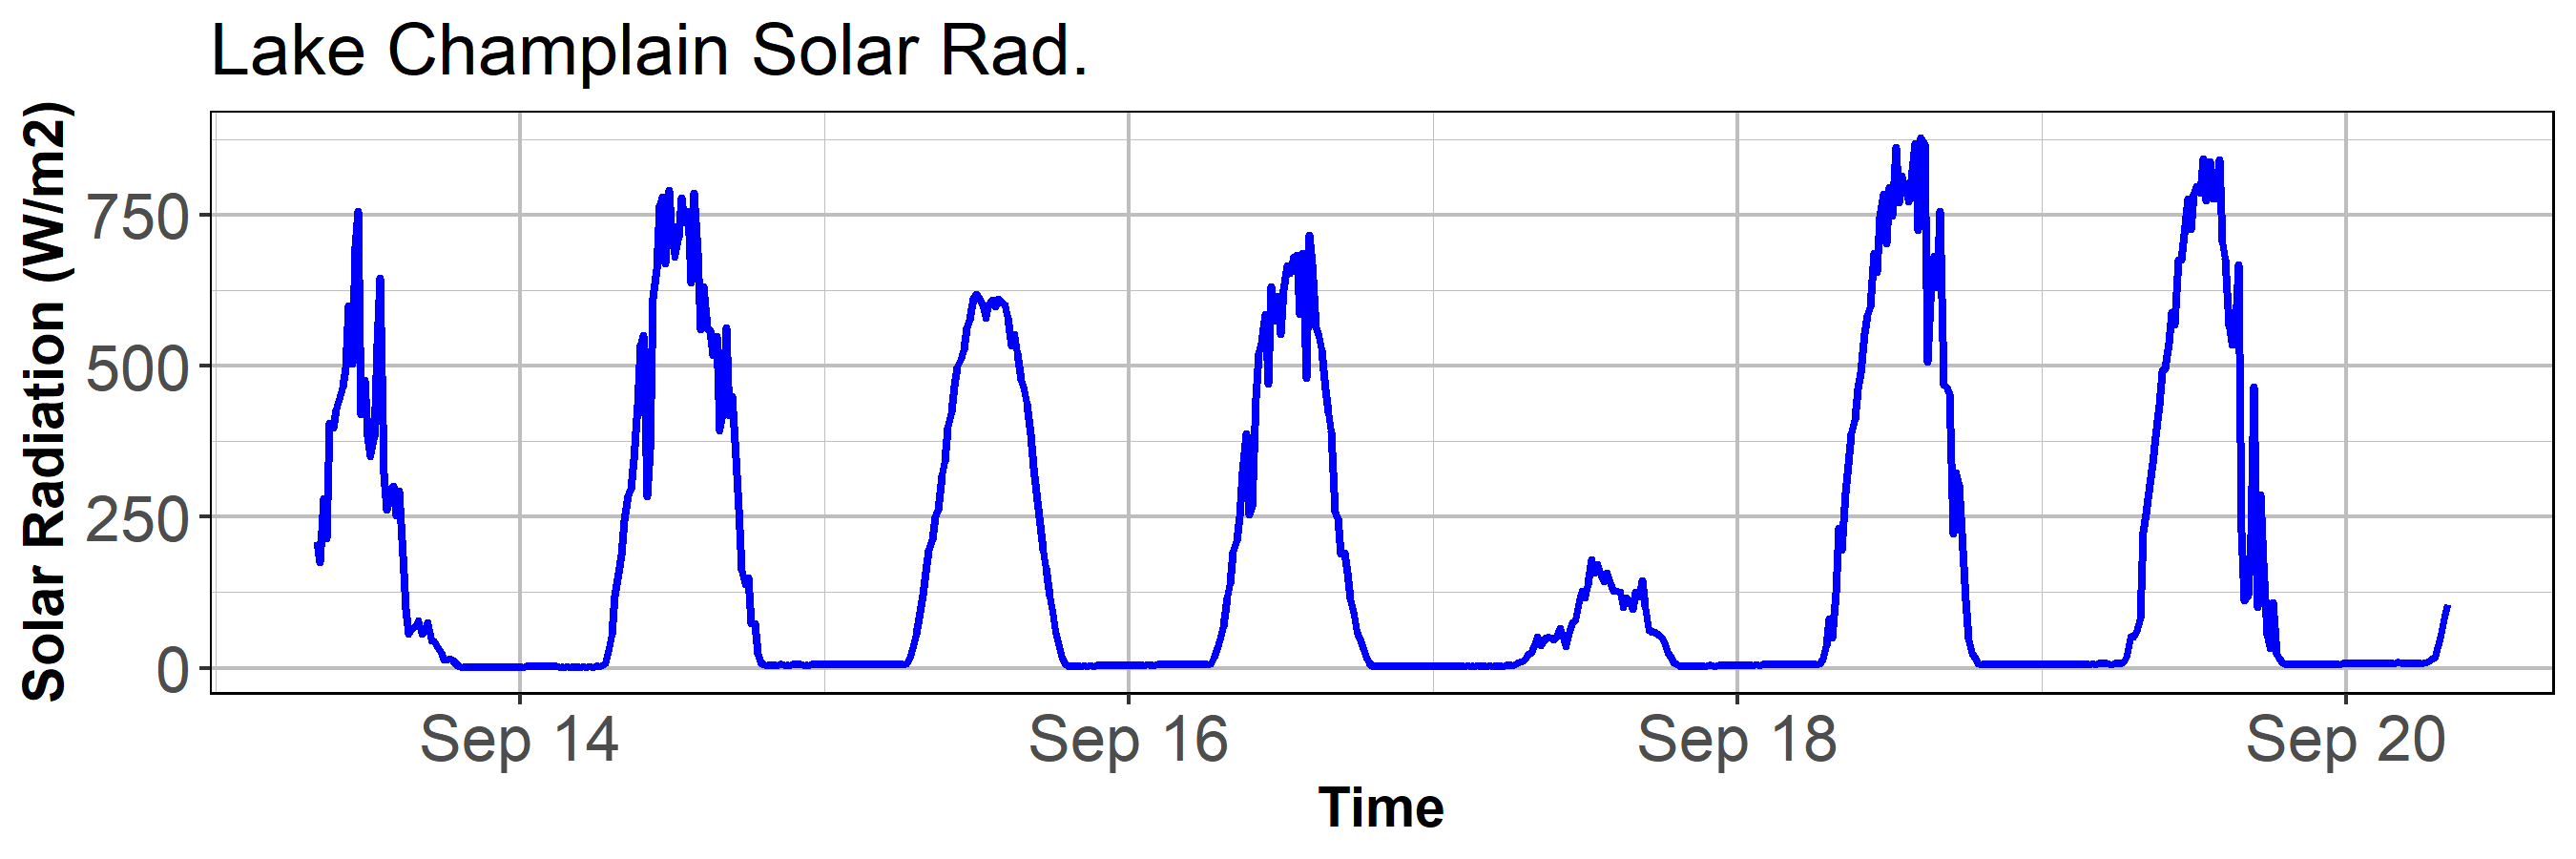 Lake Champlain Solar Rad.
Solar Radiation (W/m2)
750
500
250
0
Sep 14
Sep 16
Sep 18
Sep 20
Time